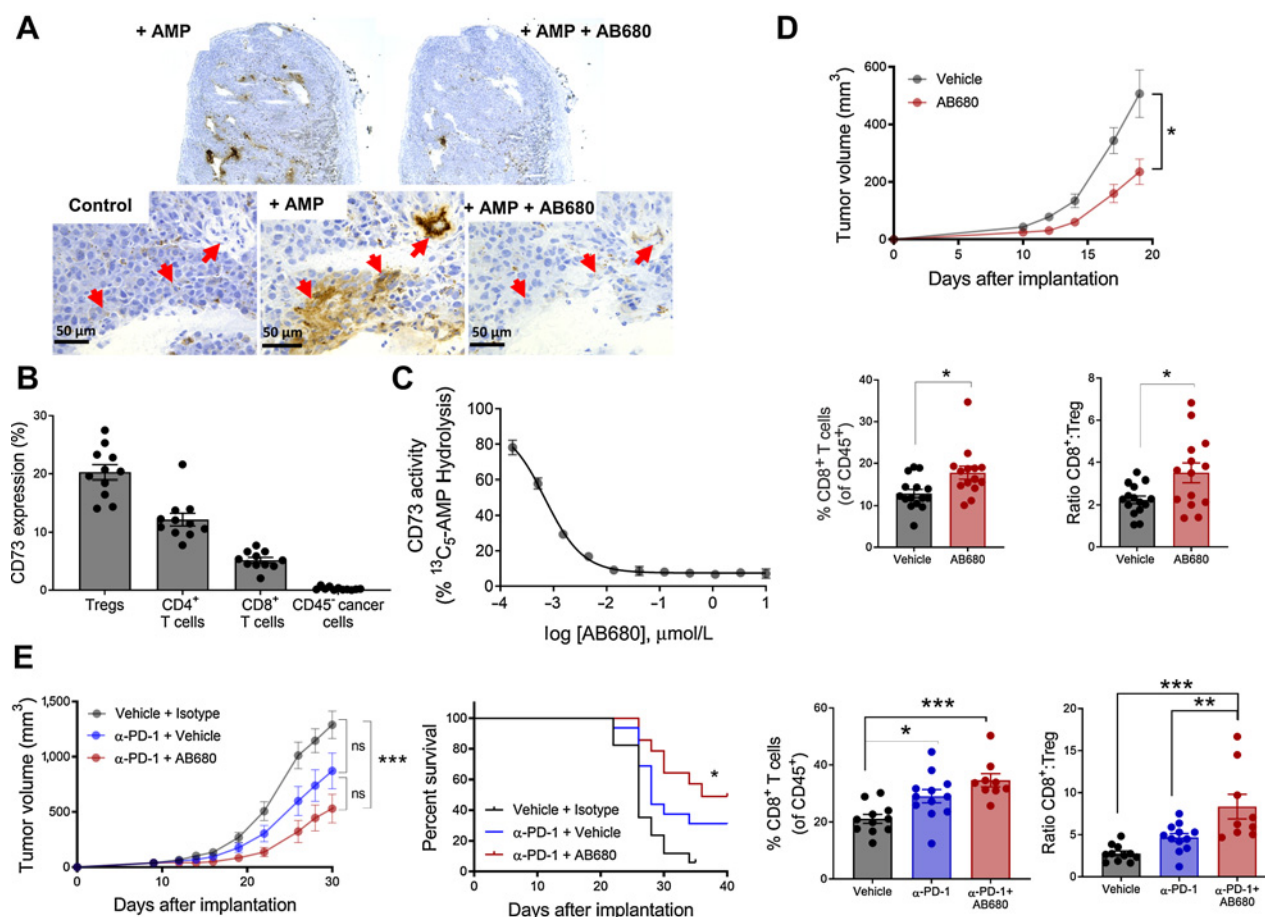 A
+ AMP
+ AMP + AB680
Control
+ AMP
+ AMP + AB680
50 μm
50 μm
50 μm
B
CD73 expression (%)
30
20
10
0
Tregs
CD4+ T cells
CD8+ T cells
CD45- cancer cells
C
CD73 activity
(% 13C5-AMP Hydrolysis)
100
80
60
40
20
0
−4 −3 −2 −1 0 1
log [AB680], μmol/L
D
Tumor volume (mm3)
600
400
200
0
Vehicle
AB680
*
0 5 10 15 20
Days after implantation
% CD8+ T cells
(of CD45+)
40
30
20
10
0
*
Vehicle AB680
Ratio CD8+:Treg
8
6
4
2
0
*
Vehicle AB680
E
Tumor volume (mm3)
1,500
1,000
500
0
Vehicle + Isotype
α-PD-1 + Vehicle
α-PD-1 + AB680
ns
ns
***
0 10 20 30
Days after implantation
Percent survival
100
80
60
40
20
0
*
Vehicle + Isotype
α-PD-1 + Vehicle
α-PD-1 + AB680
0 10 20 30 40
Days after implantation
% CD8+ T cells
(of CD45+)
60
40
20
0
***
*
Vehicle α-PD-1 α-PD-1+
AB680
Ratio CD8+:Treg
20
15
10
5
0
***
**
Vehicle α-PD-1 α-PD-1+
AB680